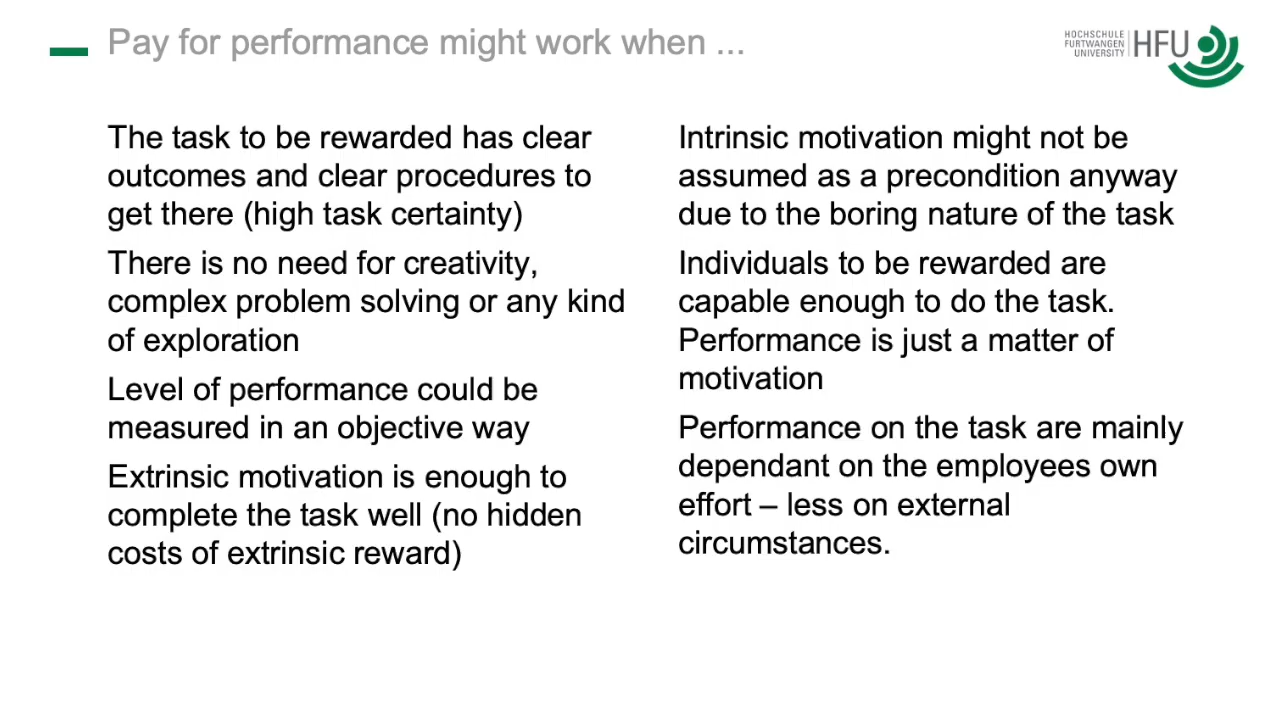 Pay for performance might work when ...
HOCHSCHULE
FURTWANGEN
UNIVERSITY
HFU
The task to be rewarded has clear
outcomes and clear procedures to
get there (high task certainty)
There is no need for creativity,
complex problem solving or any kind
of exploration
Level of performance could be
measured in an objective way
Extrinsic motivation is enough to
complete the task well (no hidden
costs of extrinsic reward)
Intrinsic motivation might not be
assumed as a precondition anyway
due to the boring nature of the task
Individuals to be rewarded are
capable enough to do the task.
Performance is just a matter of
motivation
Performance on the task are mainly
dependant on the employees own
effort – less on external
circumstances.